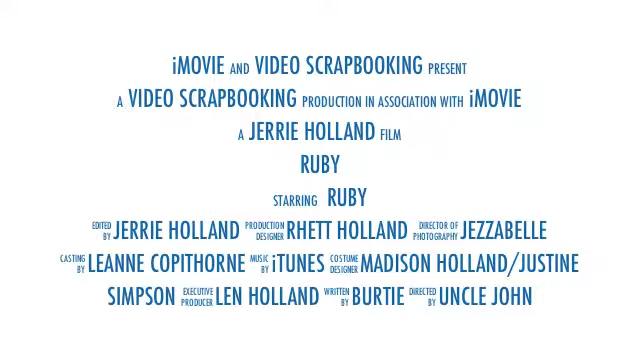 iMOVIE AND VIDEO SCRAPBOOKING PRESENT
A VIDEO SCRAPBOOKING PRODUCTION IN ASSOCIATION WITH iMOVIE
A JERRIE HOLLAND FILM
RUBY
STARRING RUBY
EDITED BY JERRIE HOLLAND PRODUCTION DESIGNER RHETT HOLLAND DIRECTOR OF PHOTOGRAPHY JEZZABELLE
CASTING BY LEANNE COPITHORNE MUSIC BY iTUNES COSTUME DESIGNER MADISON HOLLAND/JUSTINE
SIMPSON EXECUTIVE PRODUCER LEN HOLLAND WRITTEN BY BURTIE DIRECTED BY UNCLE JOHN